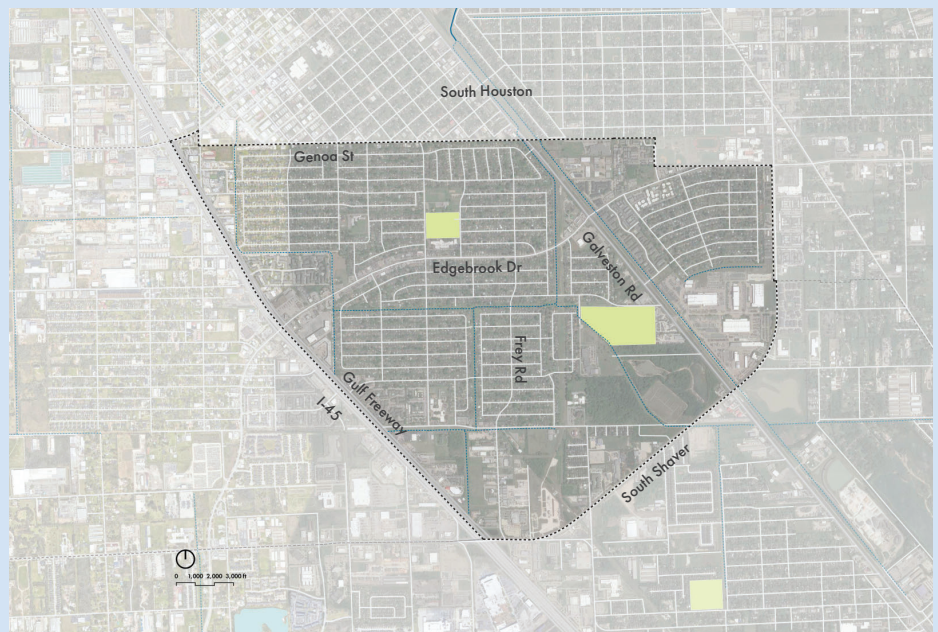 South Houston
Genoa St
Galveston Rd
Edgebrook Dr
Frey Rd
Gulf Freeway
I-45
South Shaver
0 1,000 2,000 3,000 ft